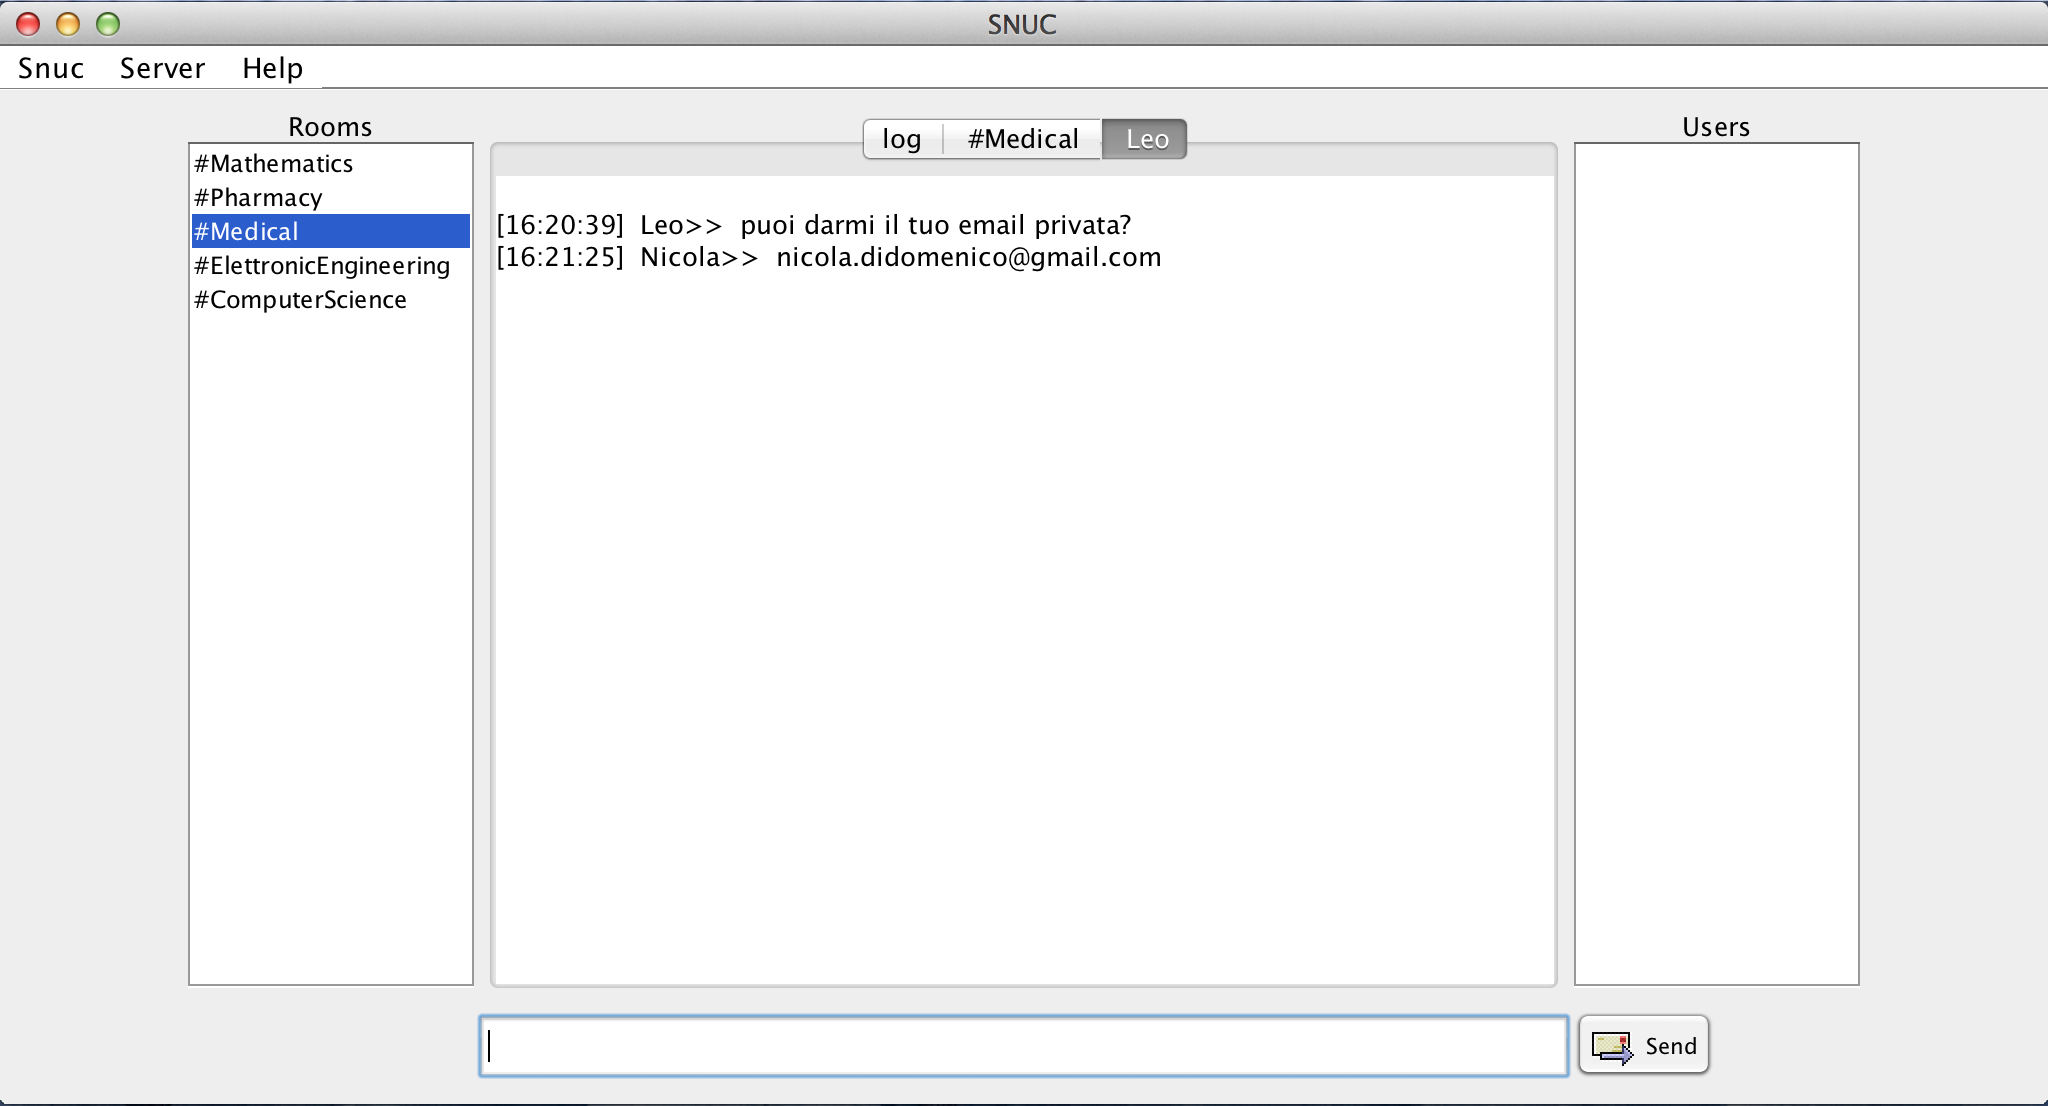 SNUC
Snuc Server Help
Rooms
#Mathematics
#Pharmacy
#Medical
#ElettronicEngineering
#ComputerScience
log #Medical Leo
[16:20:39] Leo>> puoi darmi il tuo email privata?
[16:21:25] Nicola>> nicola.didomenico@gmail.com
Users
Send